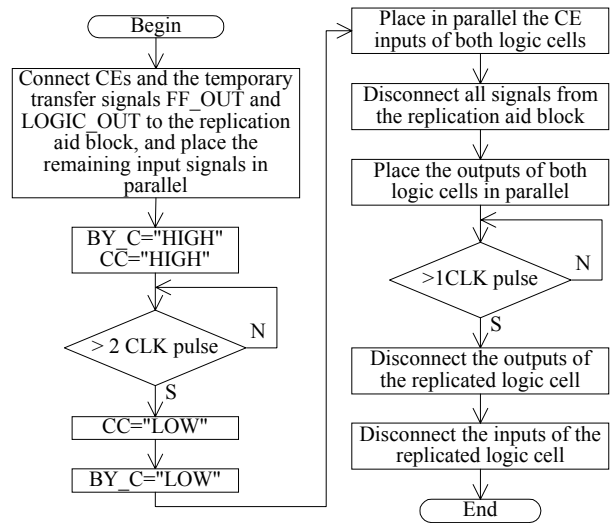 Begin
Connect CEs and the temporary
transfer signals FF_OUT and
LOGIC_OUT to the replication
aid block, and place the
remaining input signals in
parallel
BY_C="HIGH"
CC="HIGH"
N
> 2 CLK pulse
S
CC="LOW"
BY_C="LOW"
Place in parallel the CE
inputs of both logic cells
Disconnect all signals from
the replication aid block
Place the outputs of both
logic cells in parallel
N
>1CLK pulse
S
Disconnect the outputs of
the replicated logic cell
Disconnect the inputs of the
replicated logic cell
End